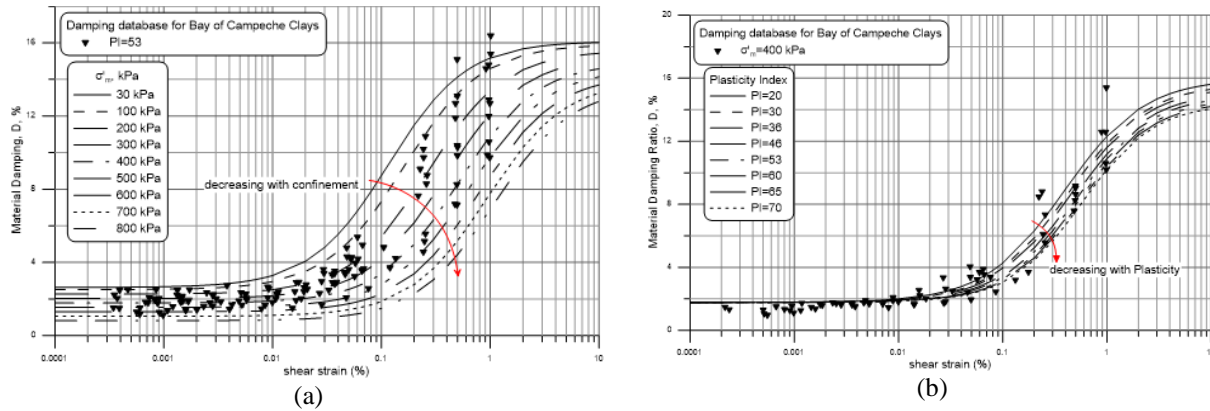 Damping database for Bay of Campeche Clays
PI=53
σ'm, kPa
30 kPa
100 kPa
200 kPa
300 kPa
400 kPa
500 kPa
600 kPa
700 kPa
800 kPa
decreasing with confinement
Material Damping, D, %
16
12
8
4
0
0.0001
0.001
0.01
0.1
1
10
shear strain (%)
(a)
Damping database for Bay of Campeche Clays
σ'm=400 kPa
Plasticity Index
PI=20
PI=30
PI=36
PI=46
PI=53
PI=60
PI=65
PI=70
decreasing with Plasticity
Material Damping Ratio, D, %
20
16
12
8
4
0
0.0001
0.001
0.01
0.1
1
10
shear strain (%)
(b)